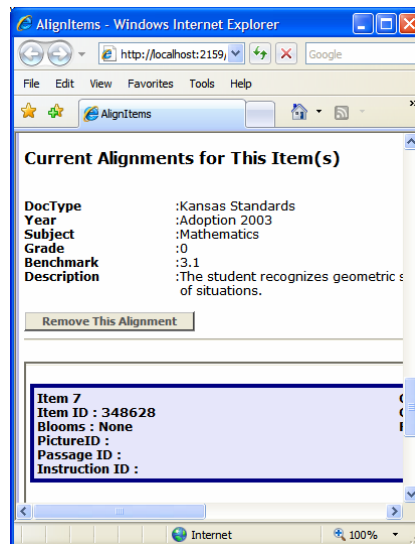 AlignItems - Windows Internet Explorer
http://localhost:2159/
Google
File Edit View Favorites Tools Help
AlignItems
Current Alignments for This Item(s)
DocType :Kansas Standards
Year :Adoption 2003
Subject :Mathematics
Grade :0
Benchmark :3.1
Description :The student recognizes geometric s
of situations.
Remove This Alignment
Item 7
Item ID : 348628
Blooms : None
PictureID :
Passage ID :
Instruction ID :
Internet 100%